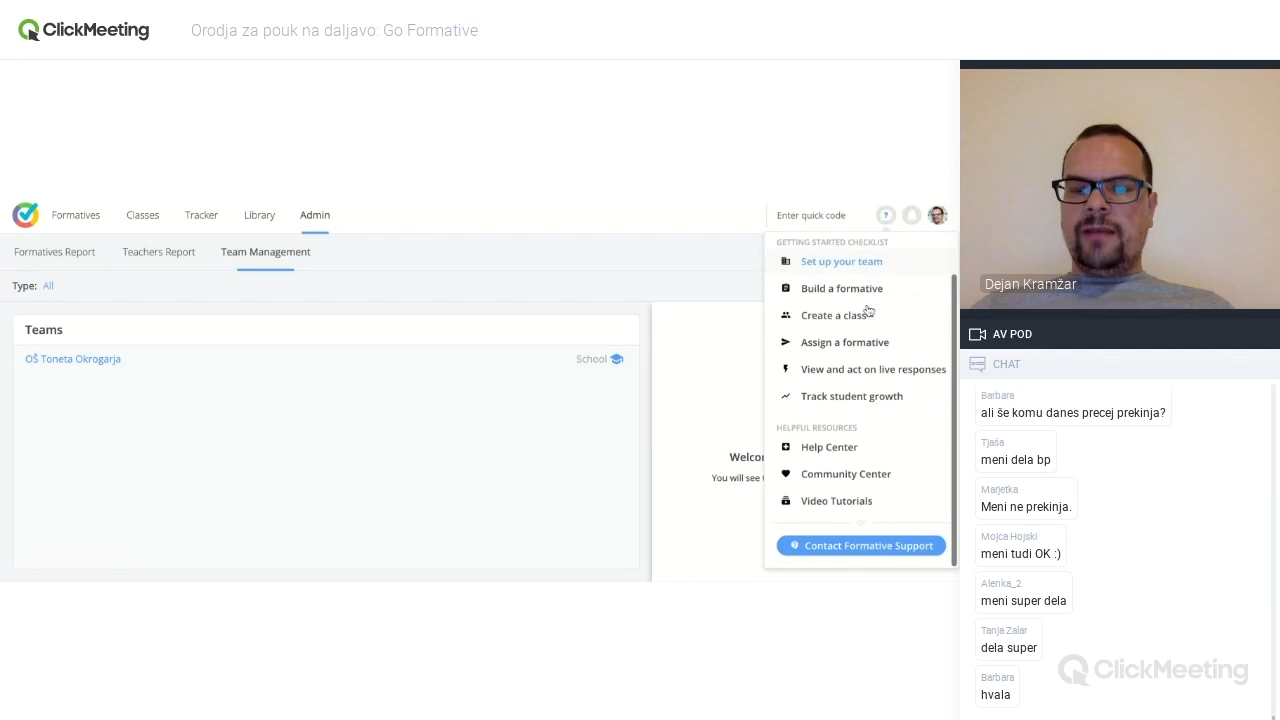 ClickMeeting
Orodja za pouk na daljavo: Go Formative
Formatives Classes Tracker Library Admin
Enter quick code
?
Formatives Report Teachers Report Team Management
Type: All
Teams
OŠ Toneta Okrogarja School
Welcom
You will see t
GETTING STARTED CHECKLIST
Set up your team
Build a formative
Create a class
Assign a formative
View and act on live responses
Track student growth
HELPFUL RESOURCES
Help Center
Community Center
Video Tutorials
or
Contact Formative Support
Dejan Kramžar
AV POD
CHAT
Barbara
ali še komu danes precej prekinja?
Tjaša
meni dela bp
Marjetka
Meni ne prekinja.
Mojca Hojski
meni tudi OK :)
Alenka_2
meni super dela
Tanja Zalar
dela super
Barbara
hvala
ClickMeeting